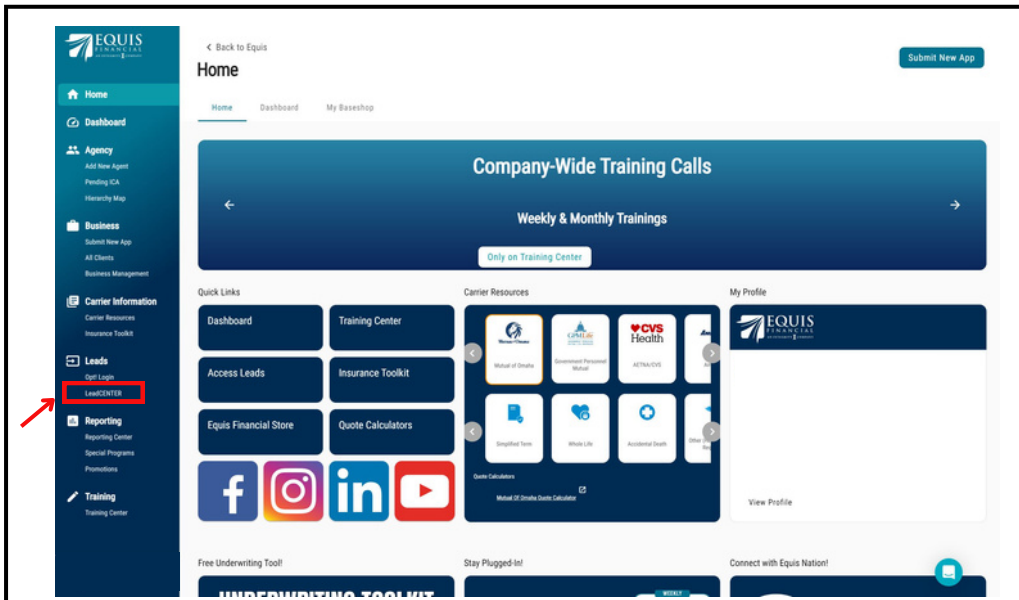 EQUIS
FINANCIAL
Home
Dashboard
Agency
Add New Agent
Pending ICA
Hierarchy Map
Business
Submit New App
All Clients
Business Management
Carrier Information
Carrier Resources
Insurance Toolkit
Leads
Opt! Login
LeadCENTER
Reporting
Reporting Center
Special Programs
Promotions
Training
Training Center
Back to Equis
Home
Submit New App
Home Dashboard My Baseshop
Company-Wide Training Calls
Weekly & Monthly Trainings
Only on Training Center
Quick Links
Dashboard
Training Center
Access Leads
Insurance Toolkit
Equis Financial Store
Quote Calculators
f
in
Carrier Resources
Mutual of Omaha
Mutual of Omaha
GPMLife
Government Personnel
Mutual
CVS
Health
AETNA/CVS
Simplified Term
Whole Life
Accidental Death
Other
Quote Calculators
Mutual Of Omaha Quote Calculator
My Profile
EQUIS
FINANCIAL
View Profile
Free Underwriting Tool!
UNDERWRITING TOOLKIT
Stay Plugged-In!
WEEKLY
Connect with Equis Nation!